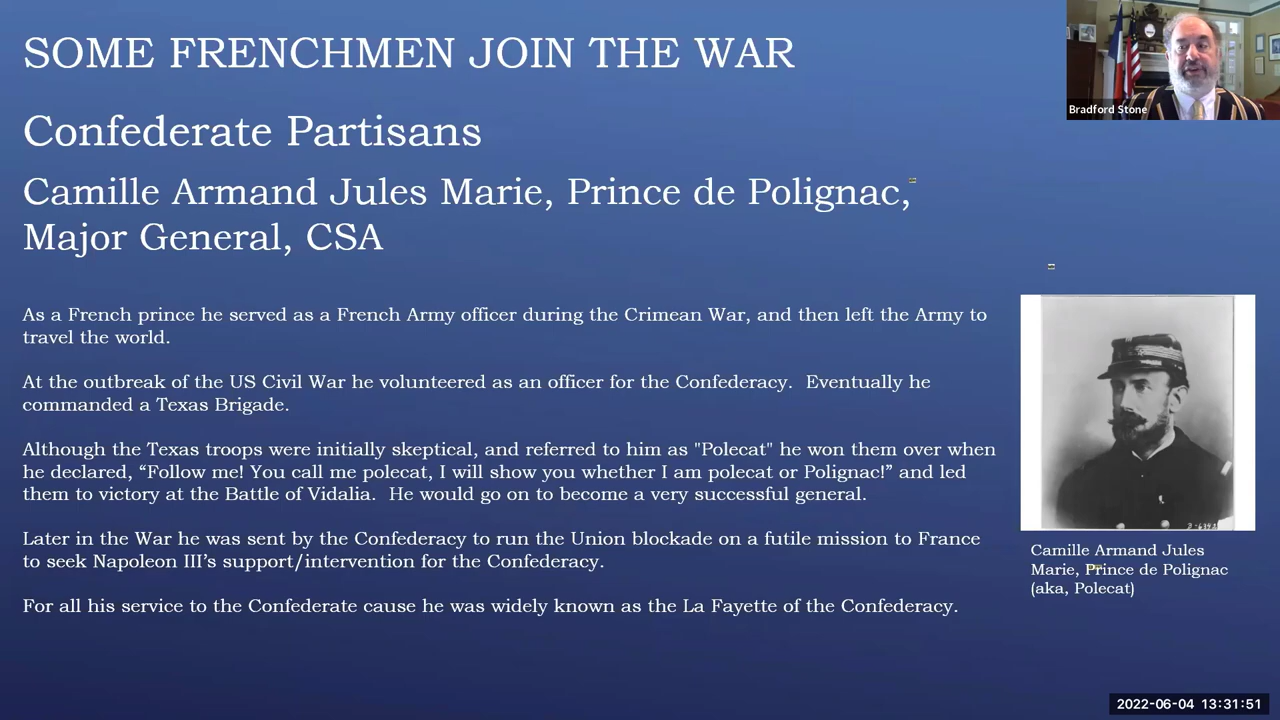 SOME FRENCHMEN JOIN THE WAR
Bradford Stone
Confederate Partisans
Camille Armand Jules Marie, Prince de Polignac,
Major General, CSA
As a French prince he served as a French Army officer during the Crimean War, and then left the Army to
travel the world.
At the outbreak of the US Civil War he volunteered as an officer for the Confederacy.  Eventually he
commanded a Texas Brigade.
Although the Texas troops were initially skeptical, and referred to him as "Polecat" he won them over when
he declared, “Follow me! You call me polecat, I will show you whether I am polecat or Polignac!” and led
them to victory at the Battle of Vidalia.  He would go on to become a very successful general.
Later in the War he was sent by the Confederacy to run the Union blockade on a futile mission to France
to seek Napoleon III’s support/intervention for the Confederacy.
For all his service to the Confederate cause he was widely known as the La Fayette of the Confederacy.
Camille Armand Jules
Marie, Prince de Polignac
(aka, Polecat)
2022-06-04 13:31:51